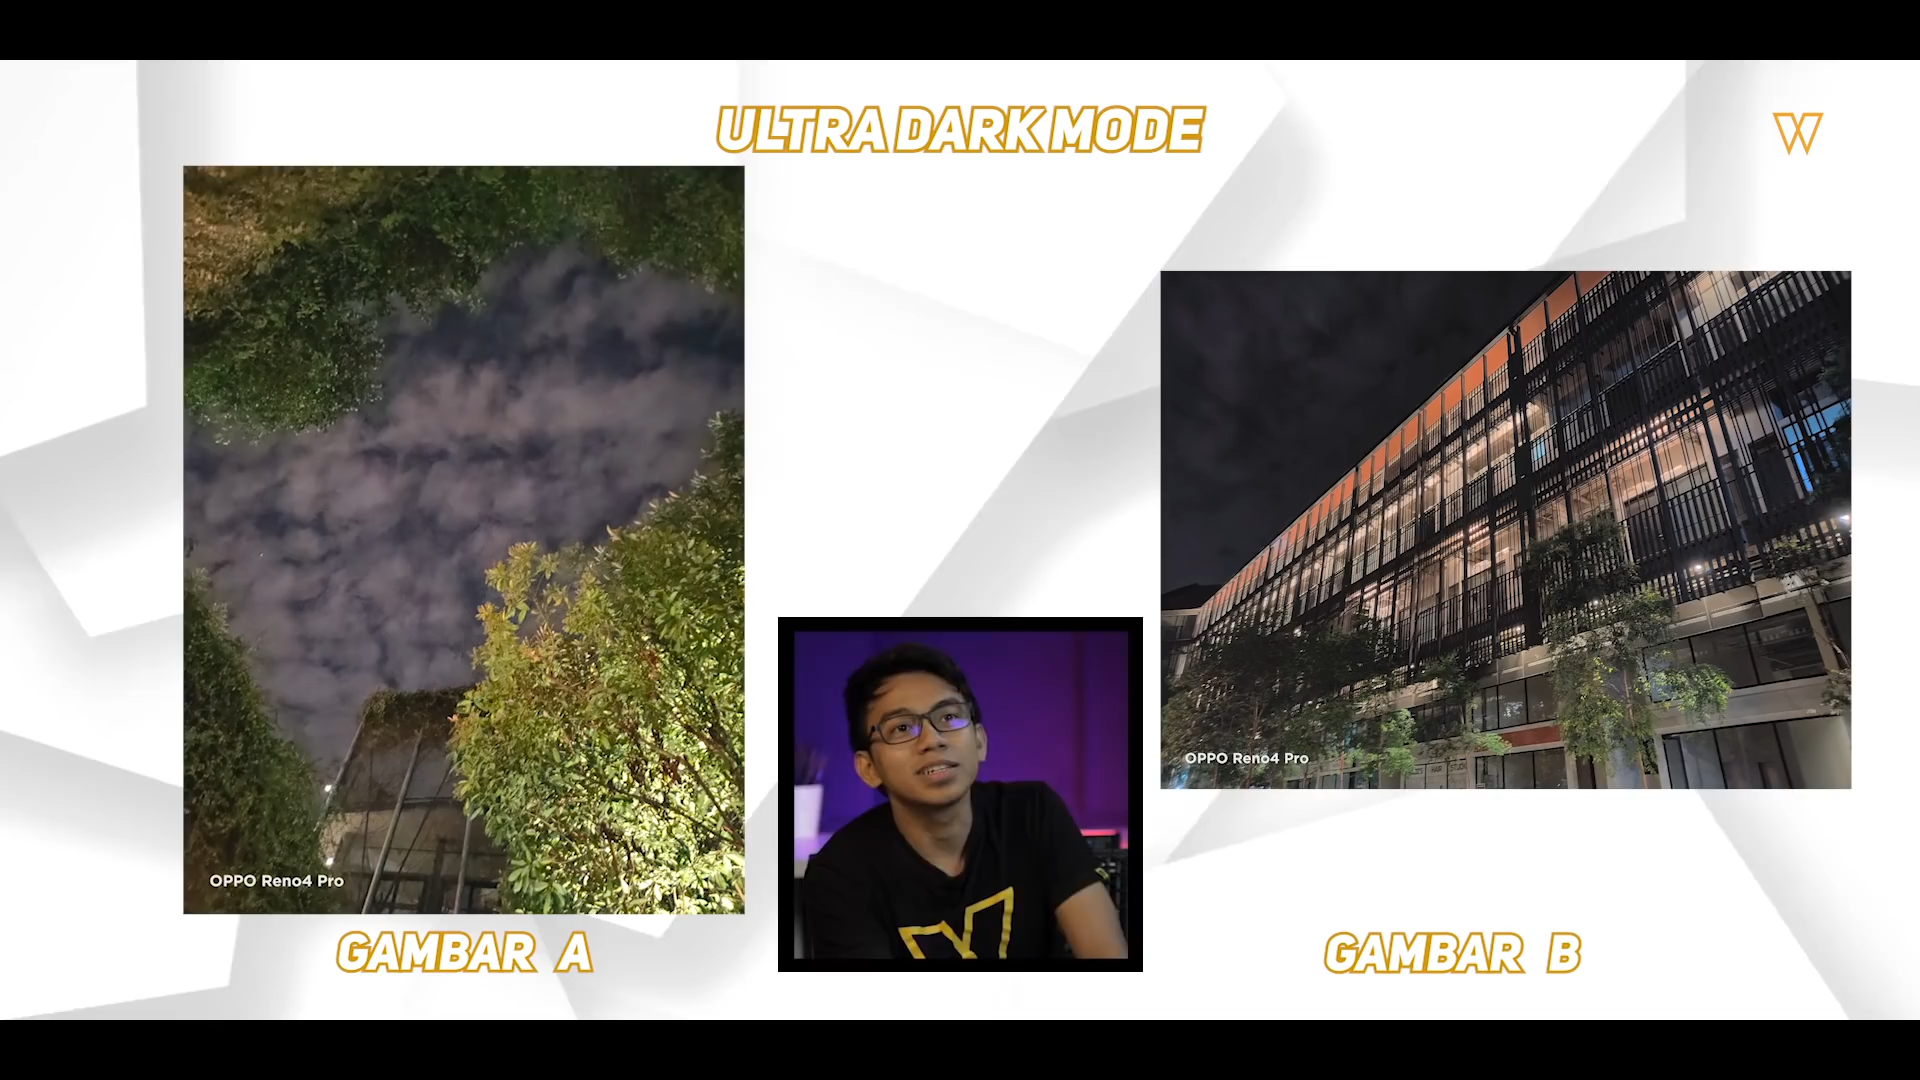 ULTRA DARK MODE
W
OPPO Reno4 Pro
OPPO Reno4 Pro
GAMBAR A
GAMBAR B